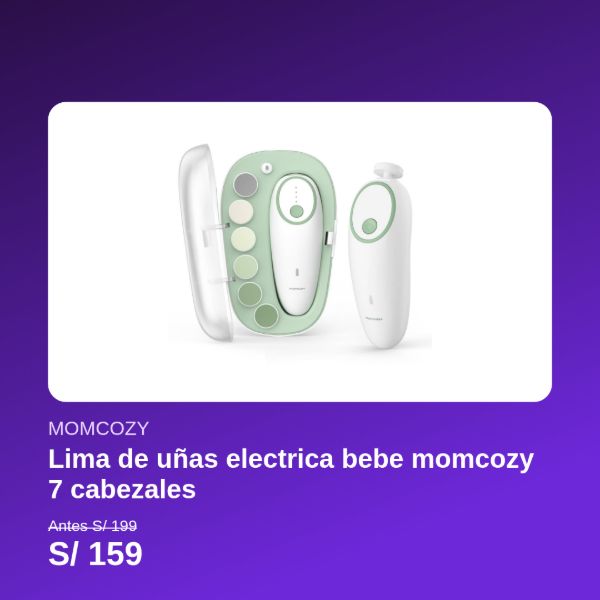 MOMCOZY
Lima de uñas electrica bebe momcozy
7 cabezales
Antes S/ 199
S/ 159